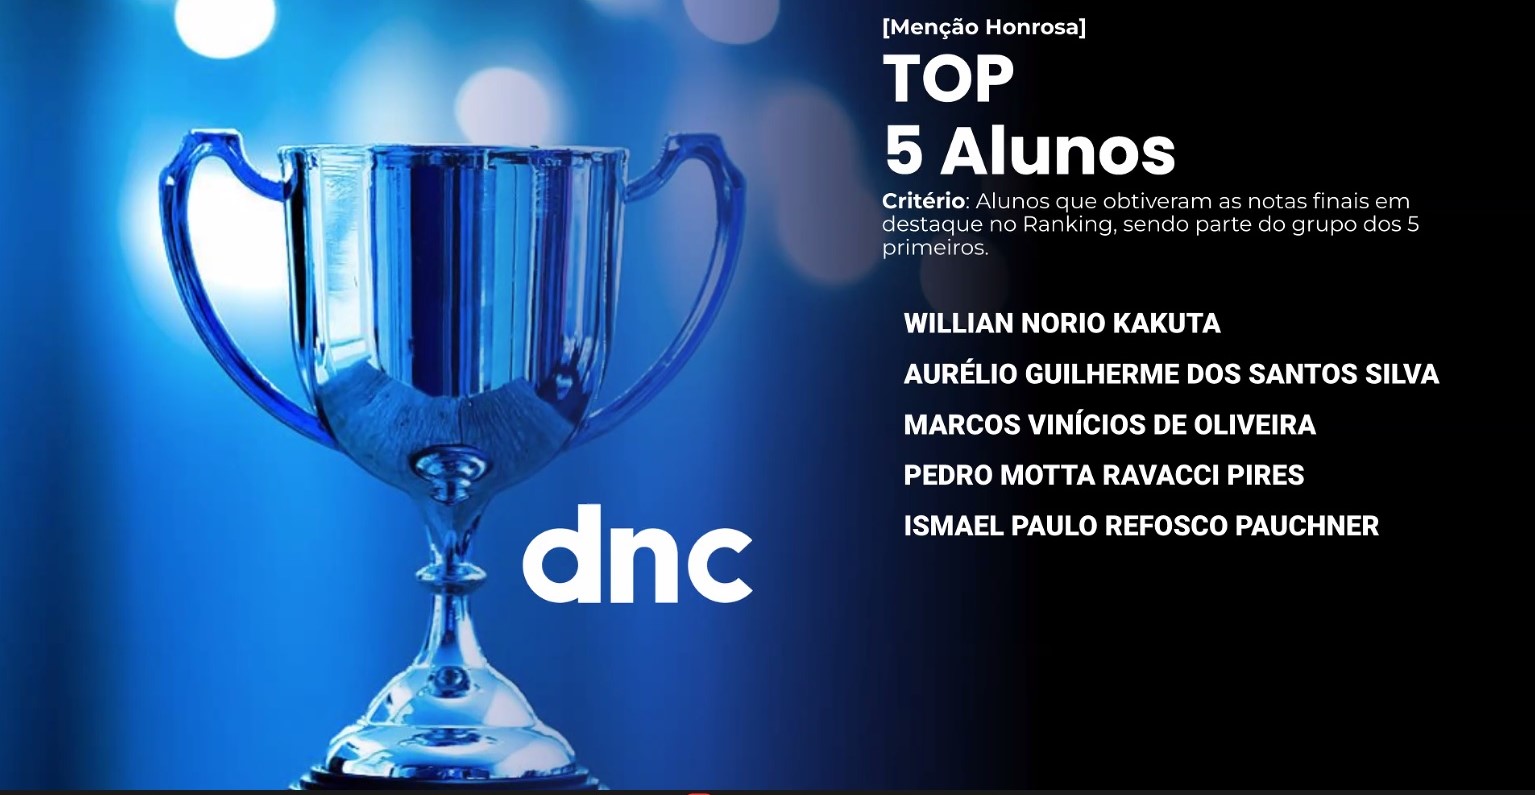 [Menção Honrosa]
TOP
5 Alunos
Critério: Alunos que obtiveram as notas finais em
destaque no Ranking, sendo parte do grupo dos 5
primeiros.
WILLIAN NORIO KAKUTA
AURÉLIO GUILHERME DOS SANTOS SILVA
MARCOS VINÍCIOS DE OLIVEIRA
PEDRO MOTTA RAVACCI PIRES
ISMAEL PAULO REFOSCO PAUCHNER
dnc